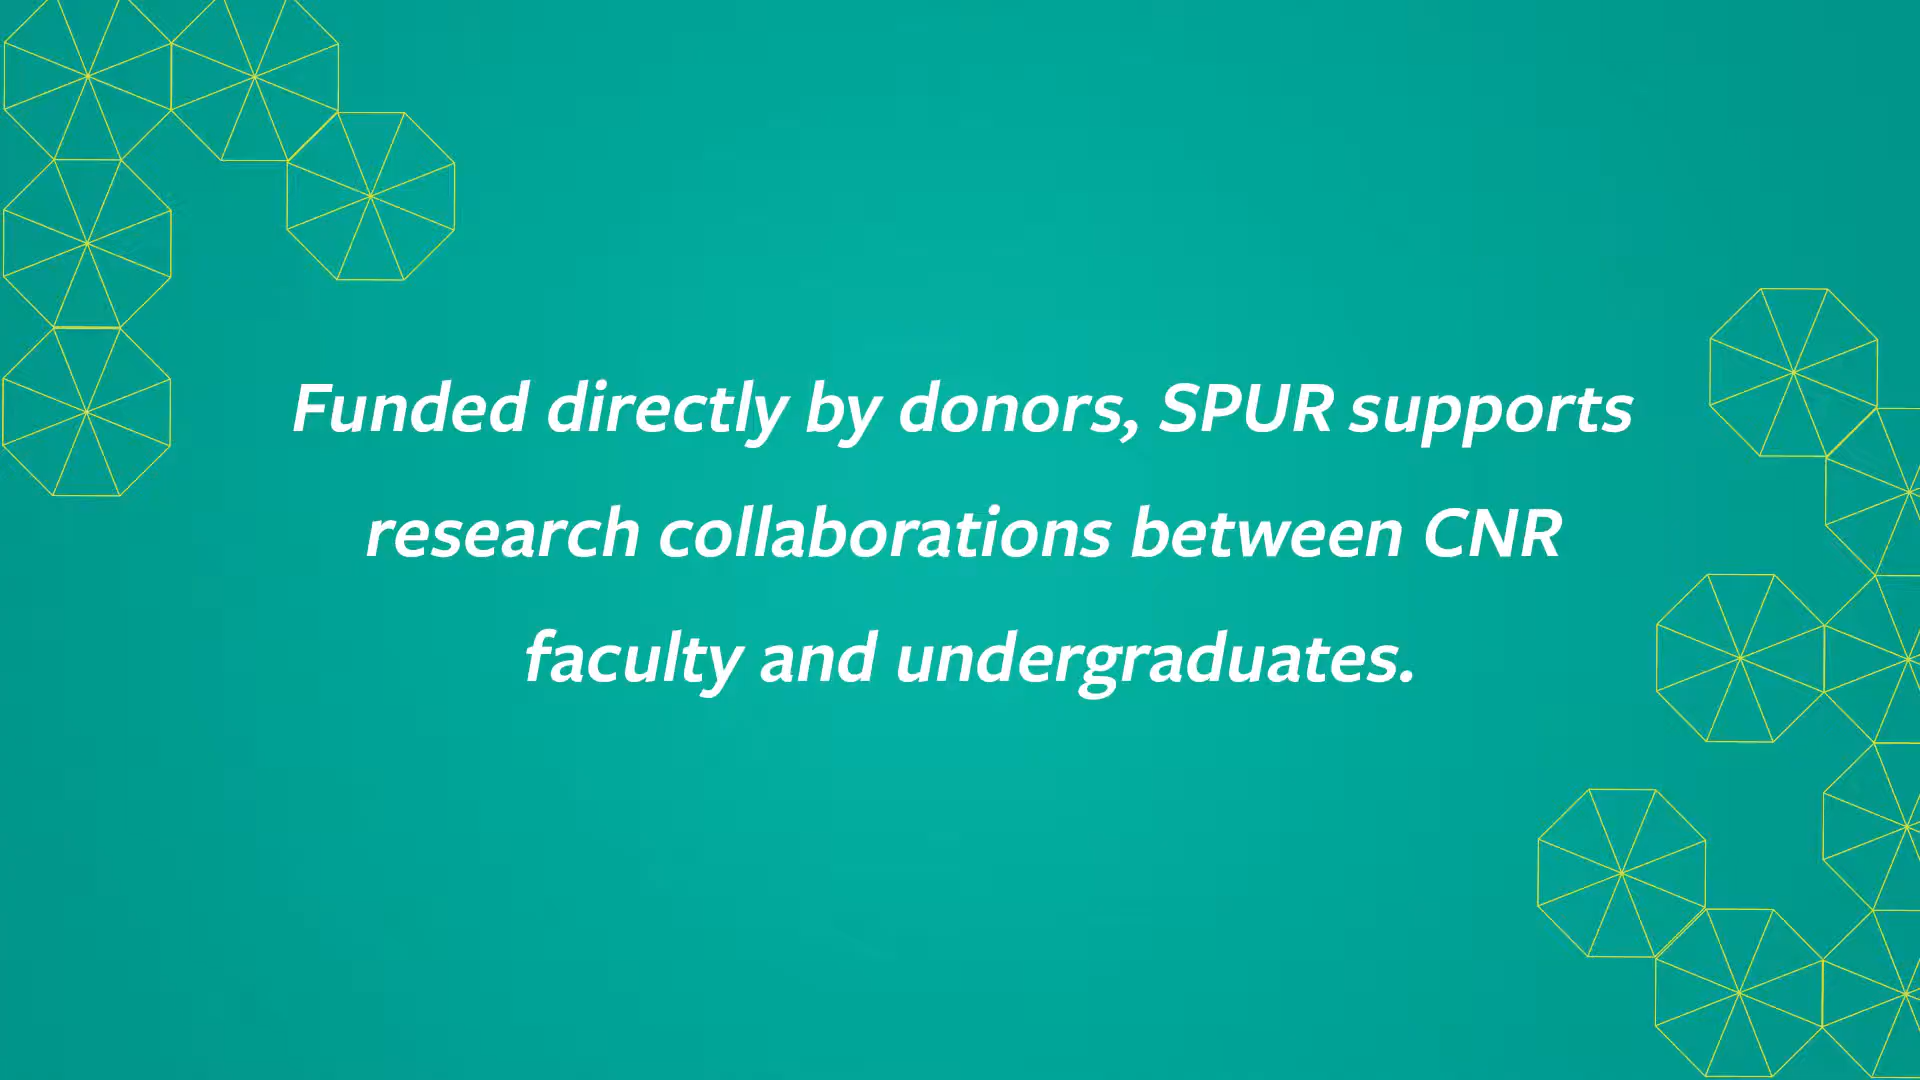 Funded directly by donors, SPUR supports
research collaborations between CNR
faculty and undergraduates.